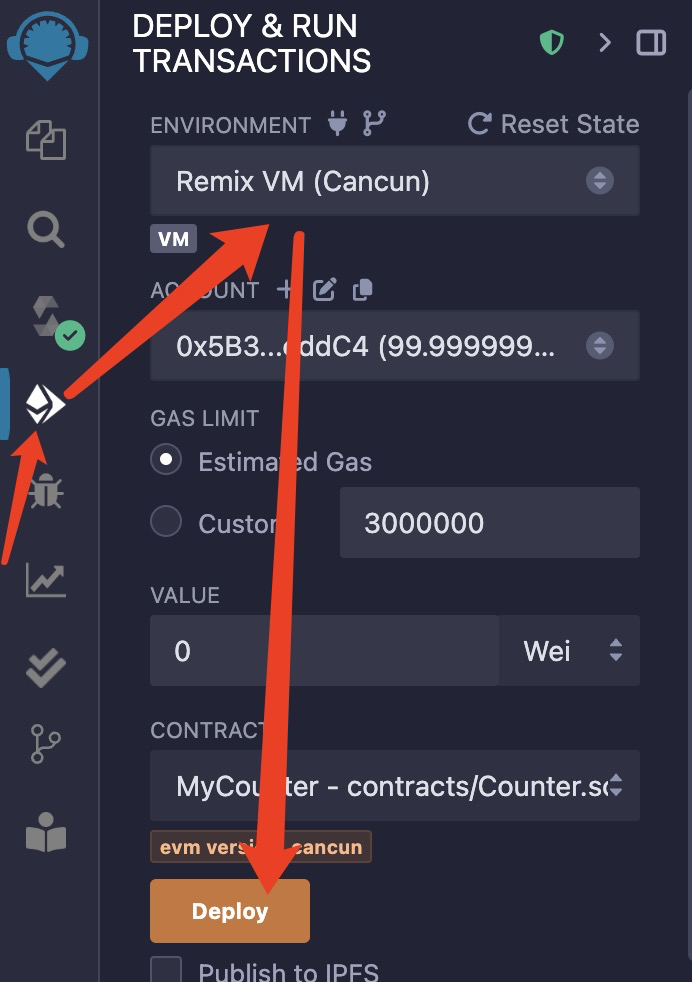 DEPLOY & RUN
TRANSACTIONS
ENVIRONMENT
Reset State
Remix VM (Cancun)
VM
ACCOUNT
0x5B3...eddC4 (99.999999...
GAS LIMIT
Estimated Gas
Custom
3000000
VALUE
0
Wei
CONTRACT
MyCounter - contracts/Counter.so
evm version: cancun
Deploy
Publish to IPFS